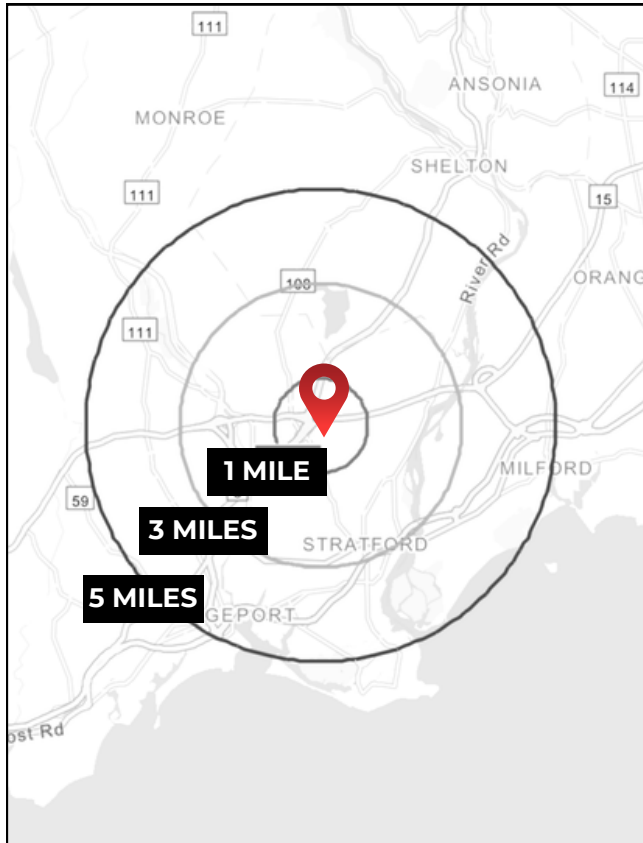 111
ANSONIA
114
MONROE
SHELTON
111
15
River Rd
ORANG
108
111
1 MILE
MILFORD
59
3 MILES
STRATFORD
5 MILES
GEPORT
ost Rd